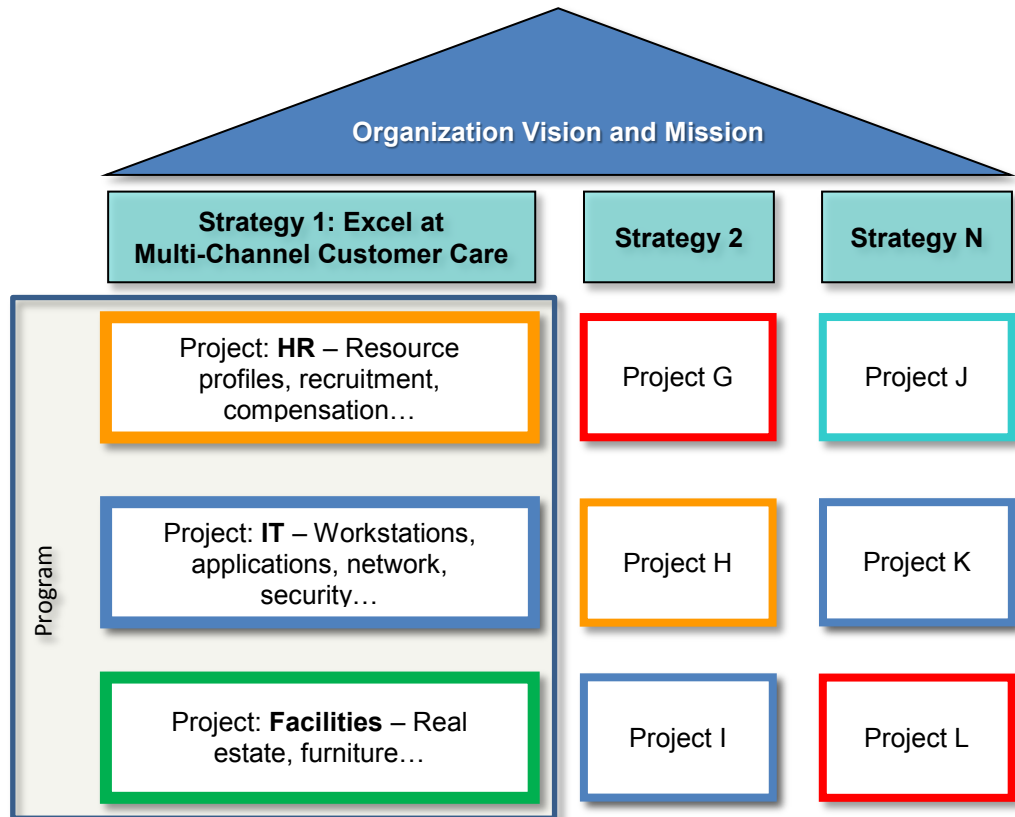 Organization Vision and Mission
Strategy 1: Excel at
Multi-Channel Customer Care
Strategy 2
Strategy N
Program
Project: HR – Resource
profiles, recruitment,
compensation…
Project G
Project J
Project: IT – Workstations,
applications, network,
security…
Project H
Project K
Project: Facilities – Real
estate, furniture…
Project I
Project L